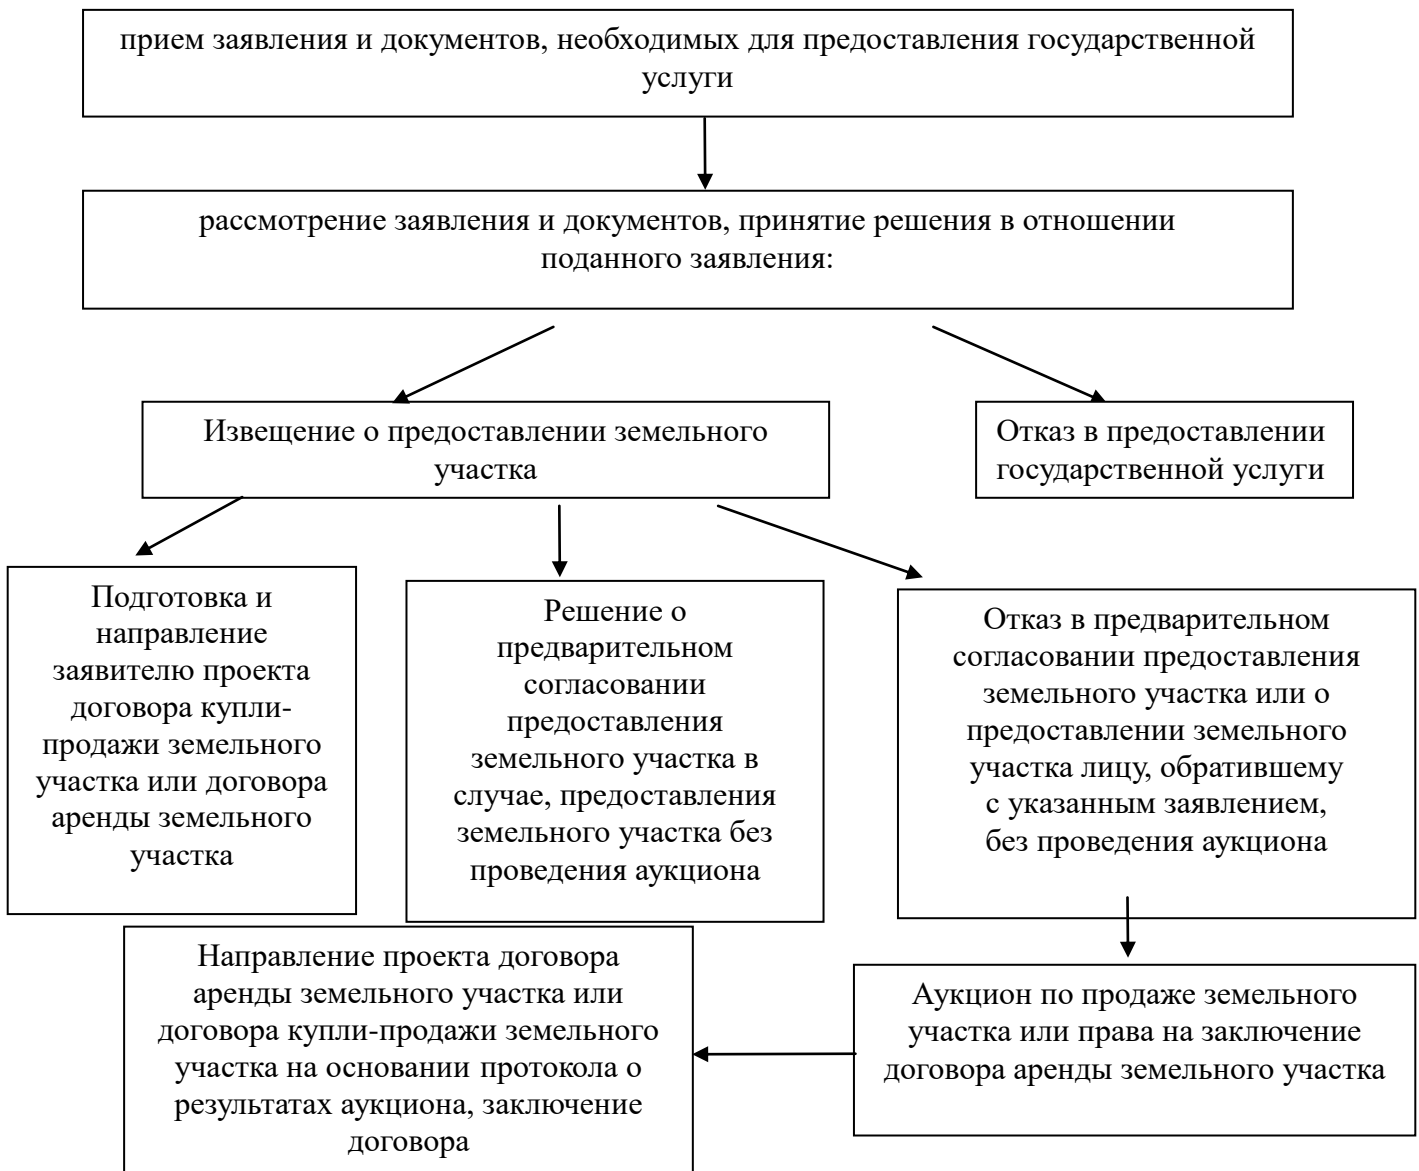 прием заявления и документов, необходимых для предоставления государственной
услуги
рассмотрение заявления и документов, принятие решения в отношении
поданного заявления:
Извещение о предоставлении земельного
участка
Отказ в предоставлении
государственной услуги
Подготовка и
направление
заявителю проекта
договора купли-
продажи земельного
участка или договора
аренды земельного
участка
Решение о
предварительном
согласовании
предоставления
земельного участка в
случае, предоставления
земельного участка без
проведения аукциона
Отказ в предварительном
согласовании предоставления
земельного участка или о
предоставлении земельного
участка лицу, обратившему
с указанным заявлением,
без проведения аукциона
Направление проекта договора
аренды земельного участка или
договора купли-продажи земельного
участка на основании протокола о
результатах аукциона, заключение
договора
Аукцион по продаже земельного
участка или права на заключение
договора аренды земельного участка